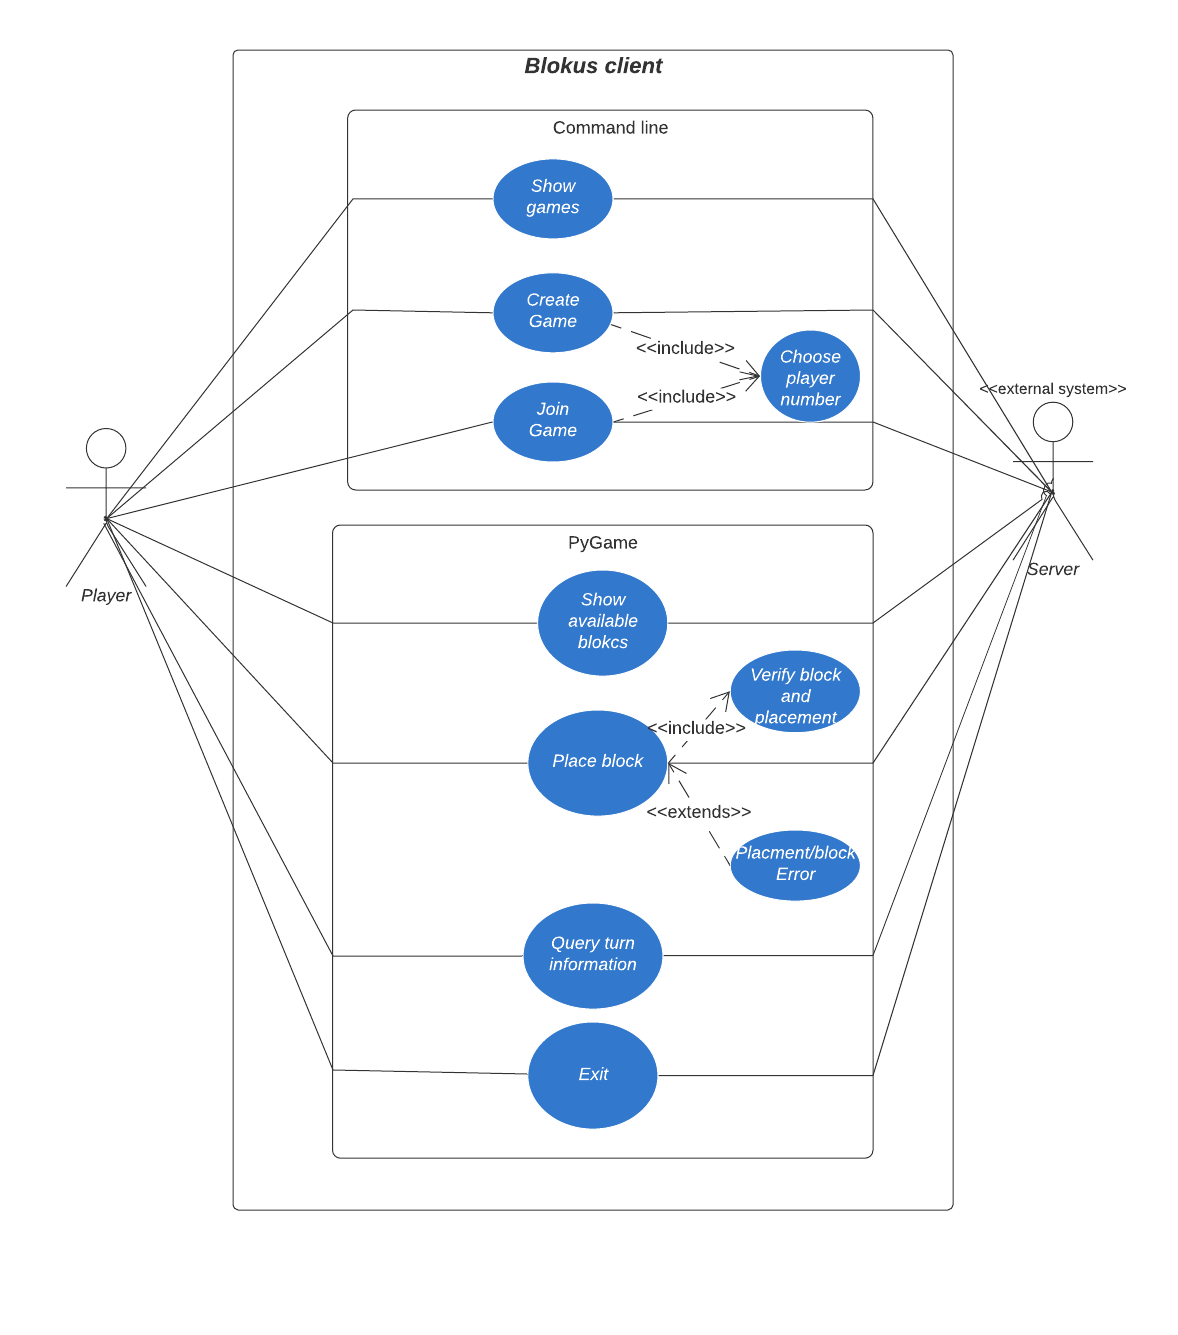 Blokus client
Command line
Show
games
Create
Game
<<include>>
Choose
player
number
<<include>>
Join
Game
<<external system>>
Server
Player
PyGame
Show
available
blokcs
Verify block
and
placement
<<include>>
Place block
<<extends>>
Placment/block
Error
Query turn
information
Exit